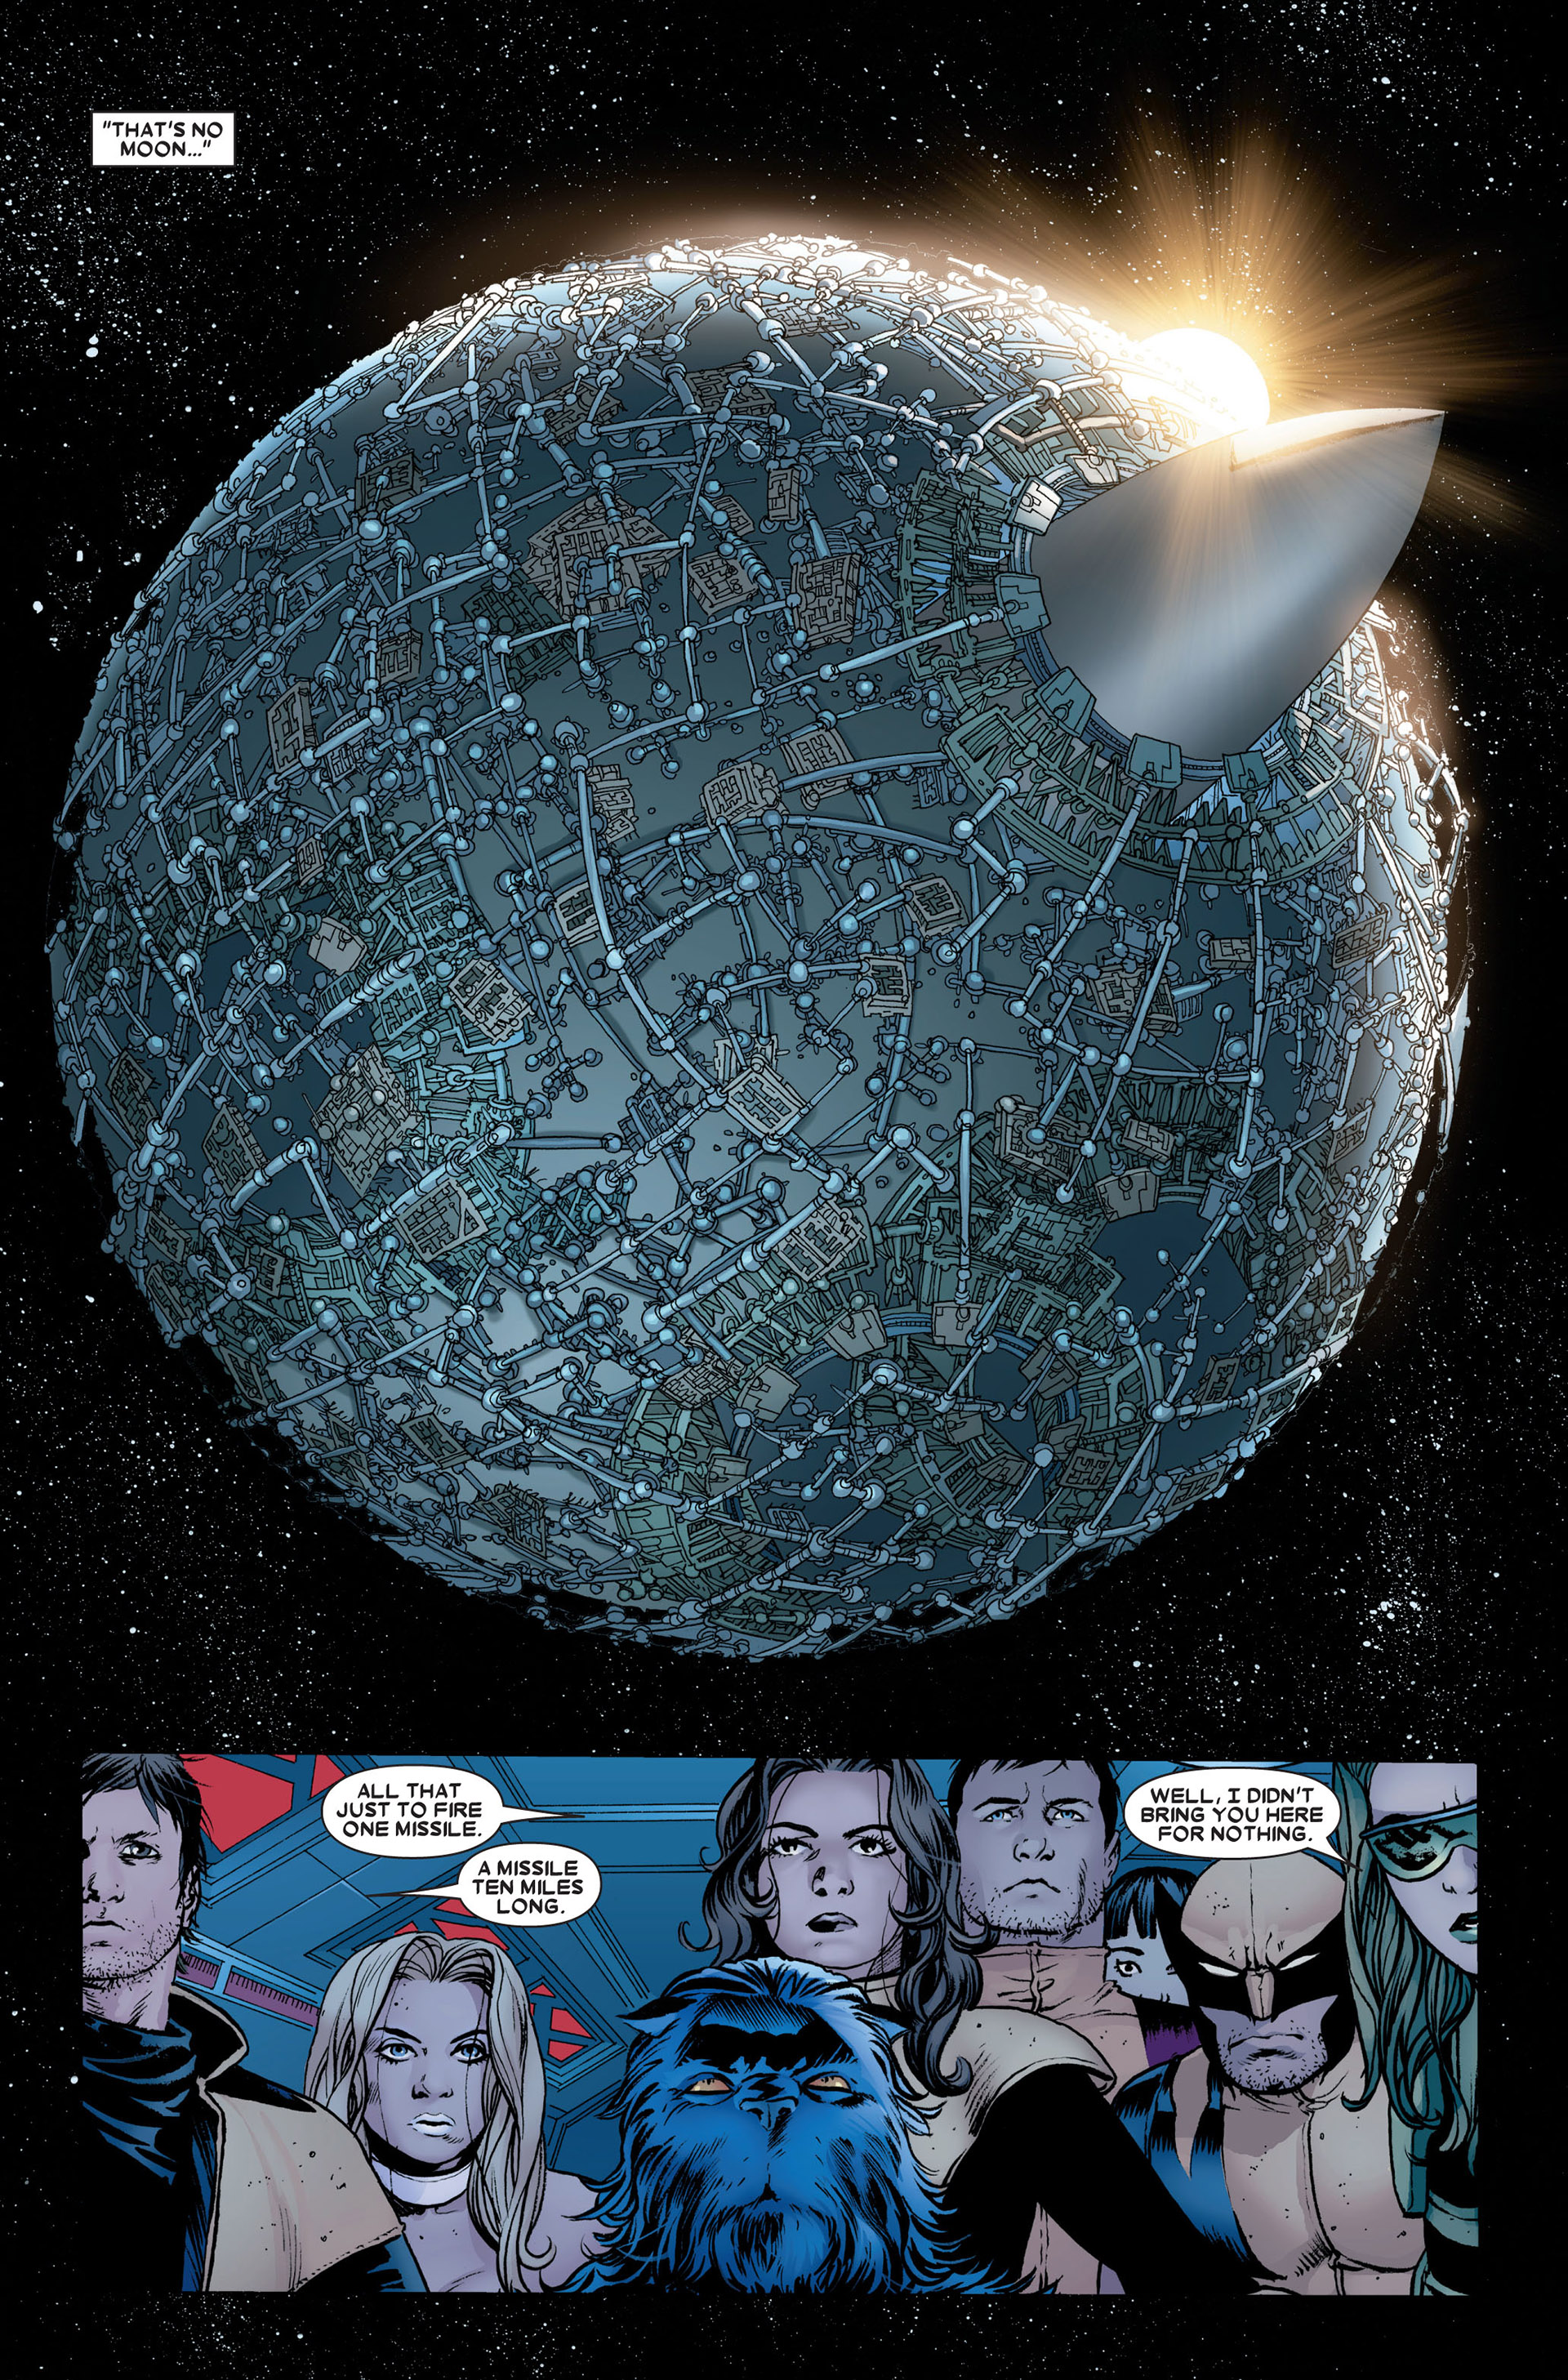 "THAT'S NO
MOON..."
ALL THAT
JUST TO FIRE
ONE MISSILE.
A MISSILE
TEN MILES
LONG.
WELL, I DIDN'T
BRING YOU HERE
FOR NOTHING.